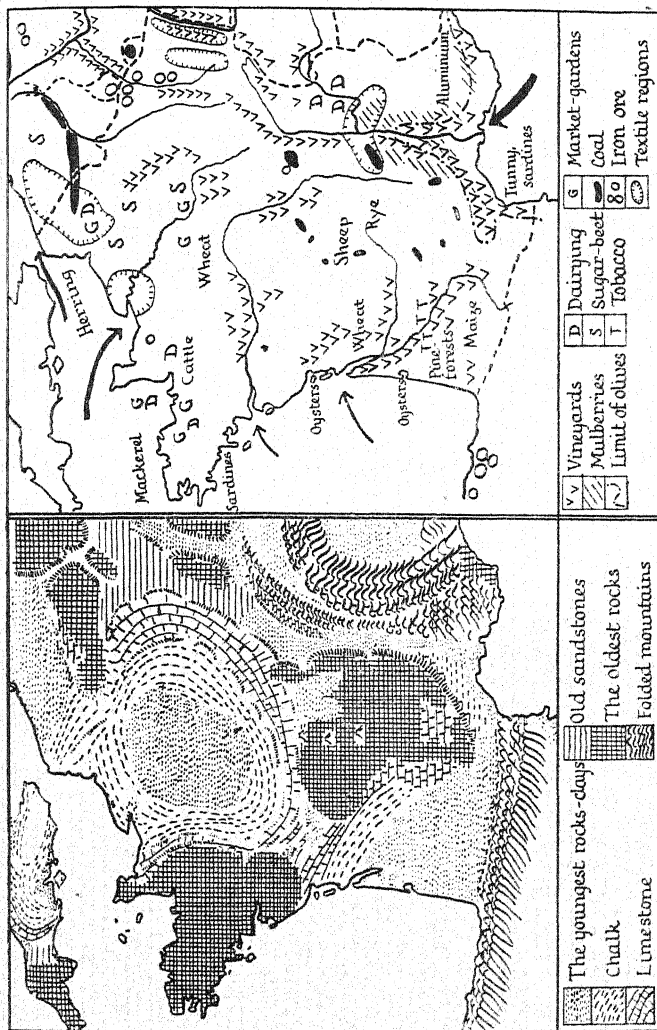 Herring
S
G D
S
S
Mackerel
G
D
D
Cattle
G
D
G
Sardines
G
G S
Wheat
Oysters
Wheat
Sheep
Rye
D
D
D
Oysters
T T
T
Pine forests
Maize
Aluminium
Tunny, sardines
The youngest rocks-clays
Chalk
Limestone
Old sandstones
The oldest rocks
Folded mountains
Vineyards
Mulberries
Limit of olives
D Dairying
S Sugar-beet
T Tobacco
G Market-gardens
Coal
Iron ore
Textile regions